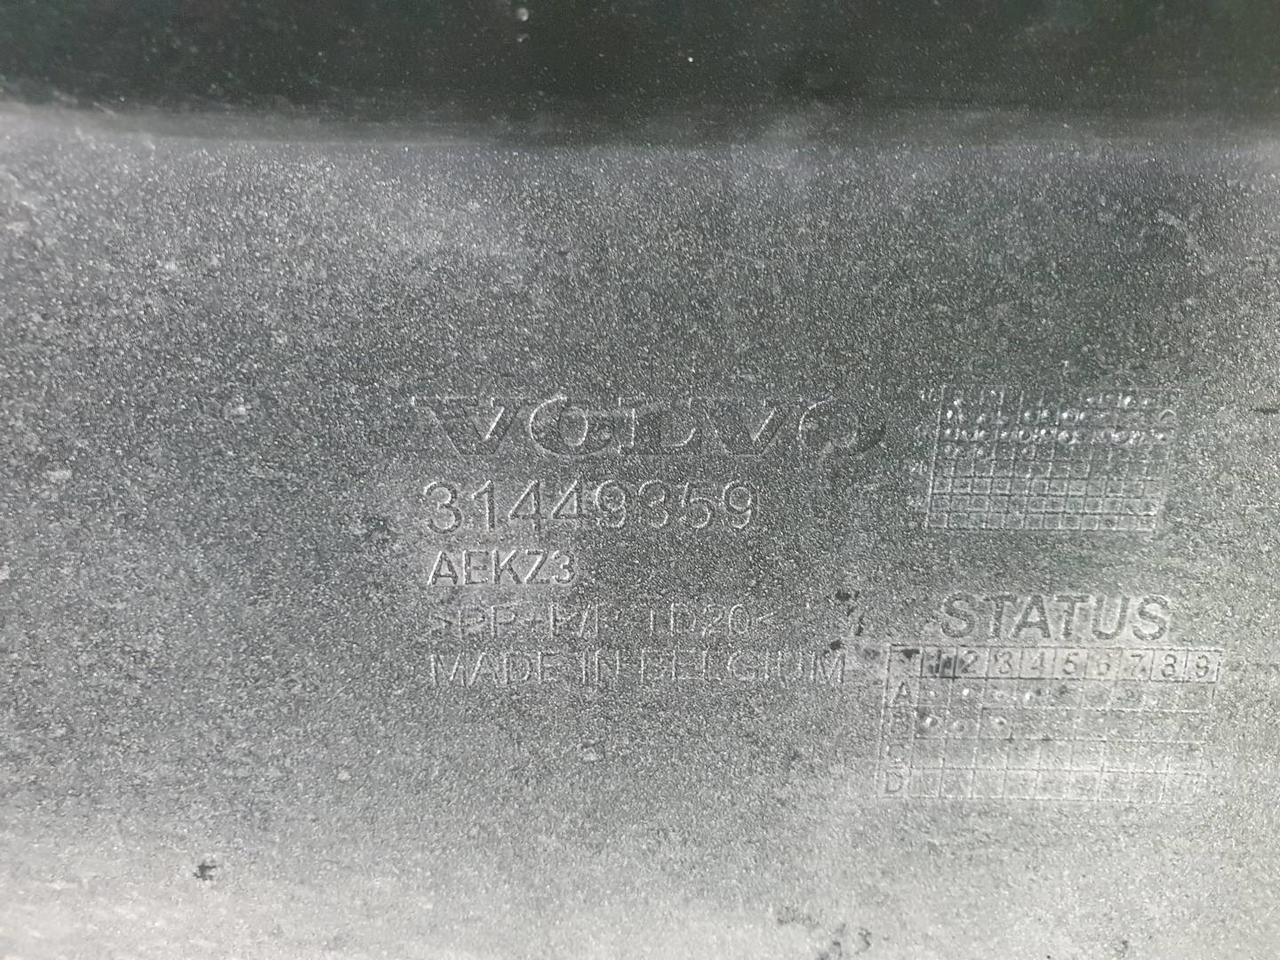 VOLVO
31449359
AEKZ3
MADE IN BELGIUM
STATUS
1 2 3 4 5 6 7 8 9
A
B
C
D